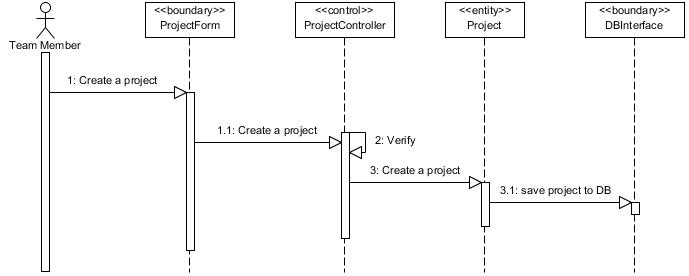 Team Member
<<boundary>>
ProjectForm
<<control>>
ProjectController
<<entity>>
Project
<<boundary>>
DBInterface
1: Create a project
1.1: Create a project
2: Verify
3: Create a project
3.1: save project to DB